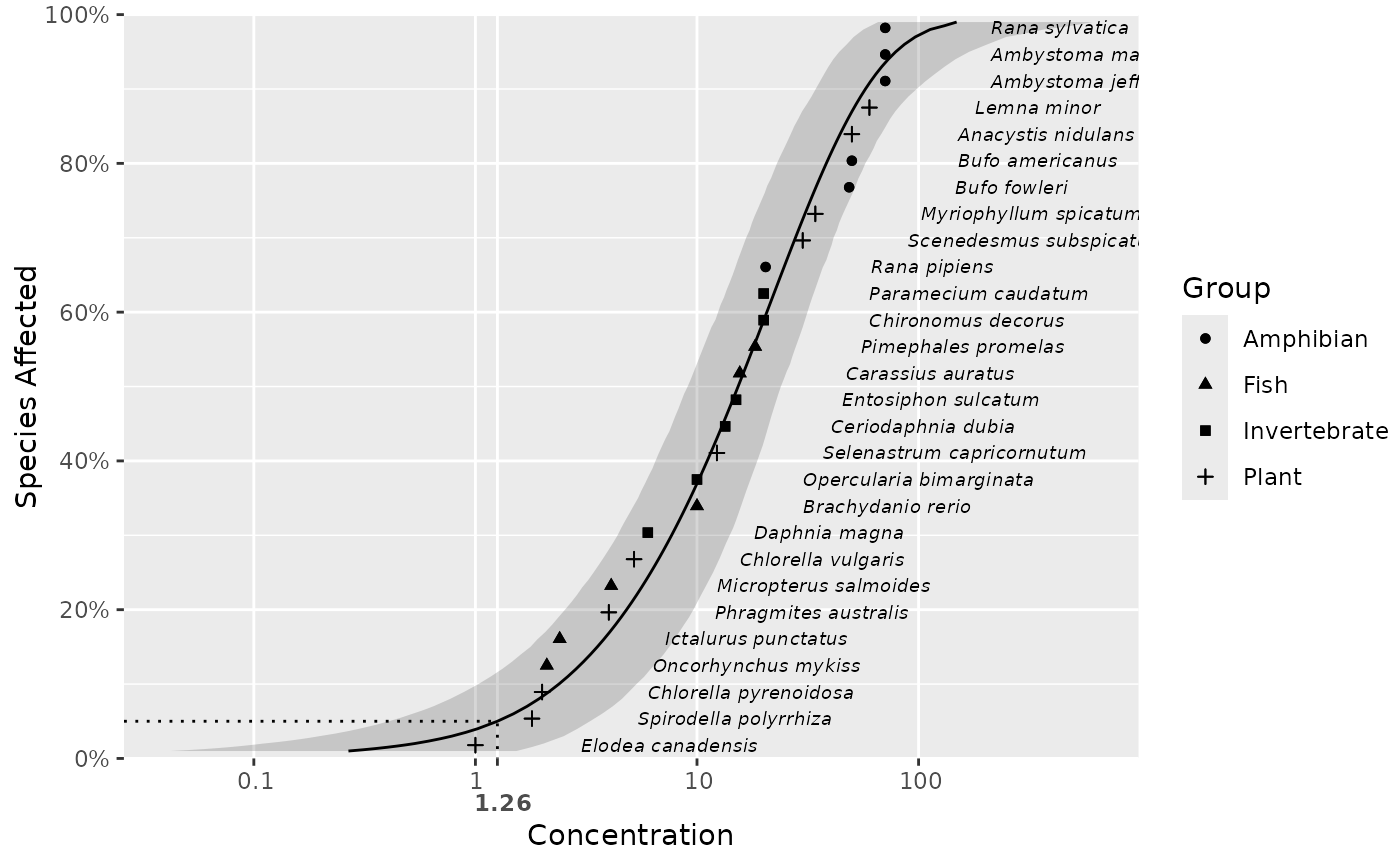 100%
80%
60%
40%
20%
0%
Species Affected
Rana sylvatica
Ambystoma ma
Ambystoma jeff
Lemna minor
Anacystis nidulans
Bufo americanus
Bufo fowleri
Myriophyllum spicatum
Scenedesmus subspicat
Rana pipiens
Paramecium caudatum
Chironomus decorus
Pimephales promelas
Carassius auratus
Entosiphon sulcatum
Ceriodaphnia dubia
Selenastrum capricornutum
Opercularia bimarginata
Brachydanio rerio
Daphnia magna
Chlorella vulgaris
Micropterus salmoides
Phragmites australis
Ictalurus punctatus
Oncorhynchus mykiss
Chlorella pyrenoidosa
Spirodella polyrrhiza
Elodea canadensis
0.1
1
10
100
1.26
Concentration
Group
Amphibian
Fish
Invertebrate
Plant